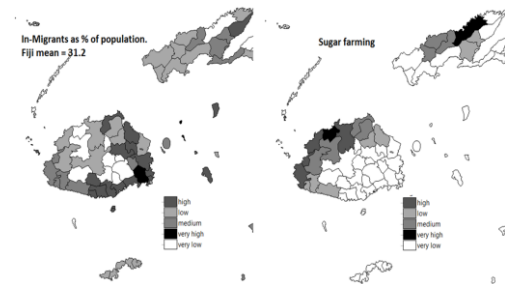 In-Migrants as % of population.
Fiji mean = 31.2
high
low
medium
very high
very low
Sugar farming
high
low
medium
very high
very low